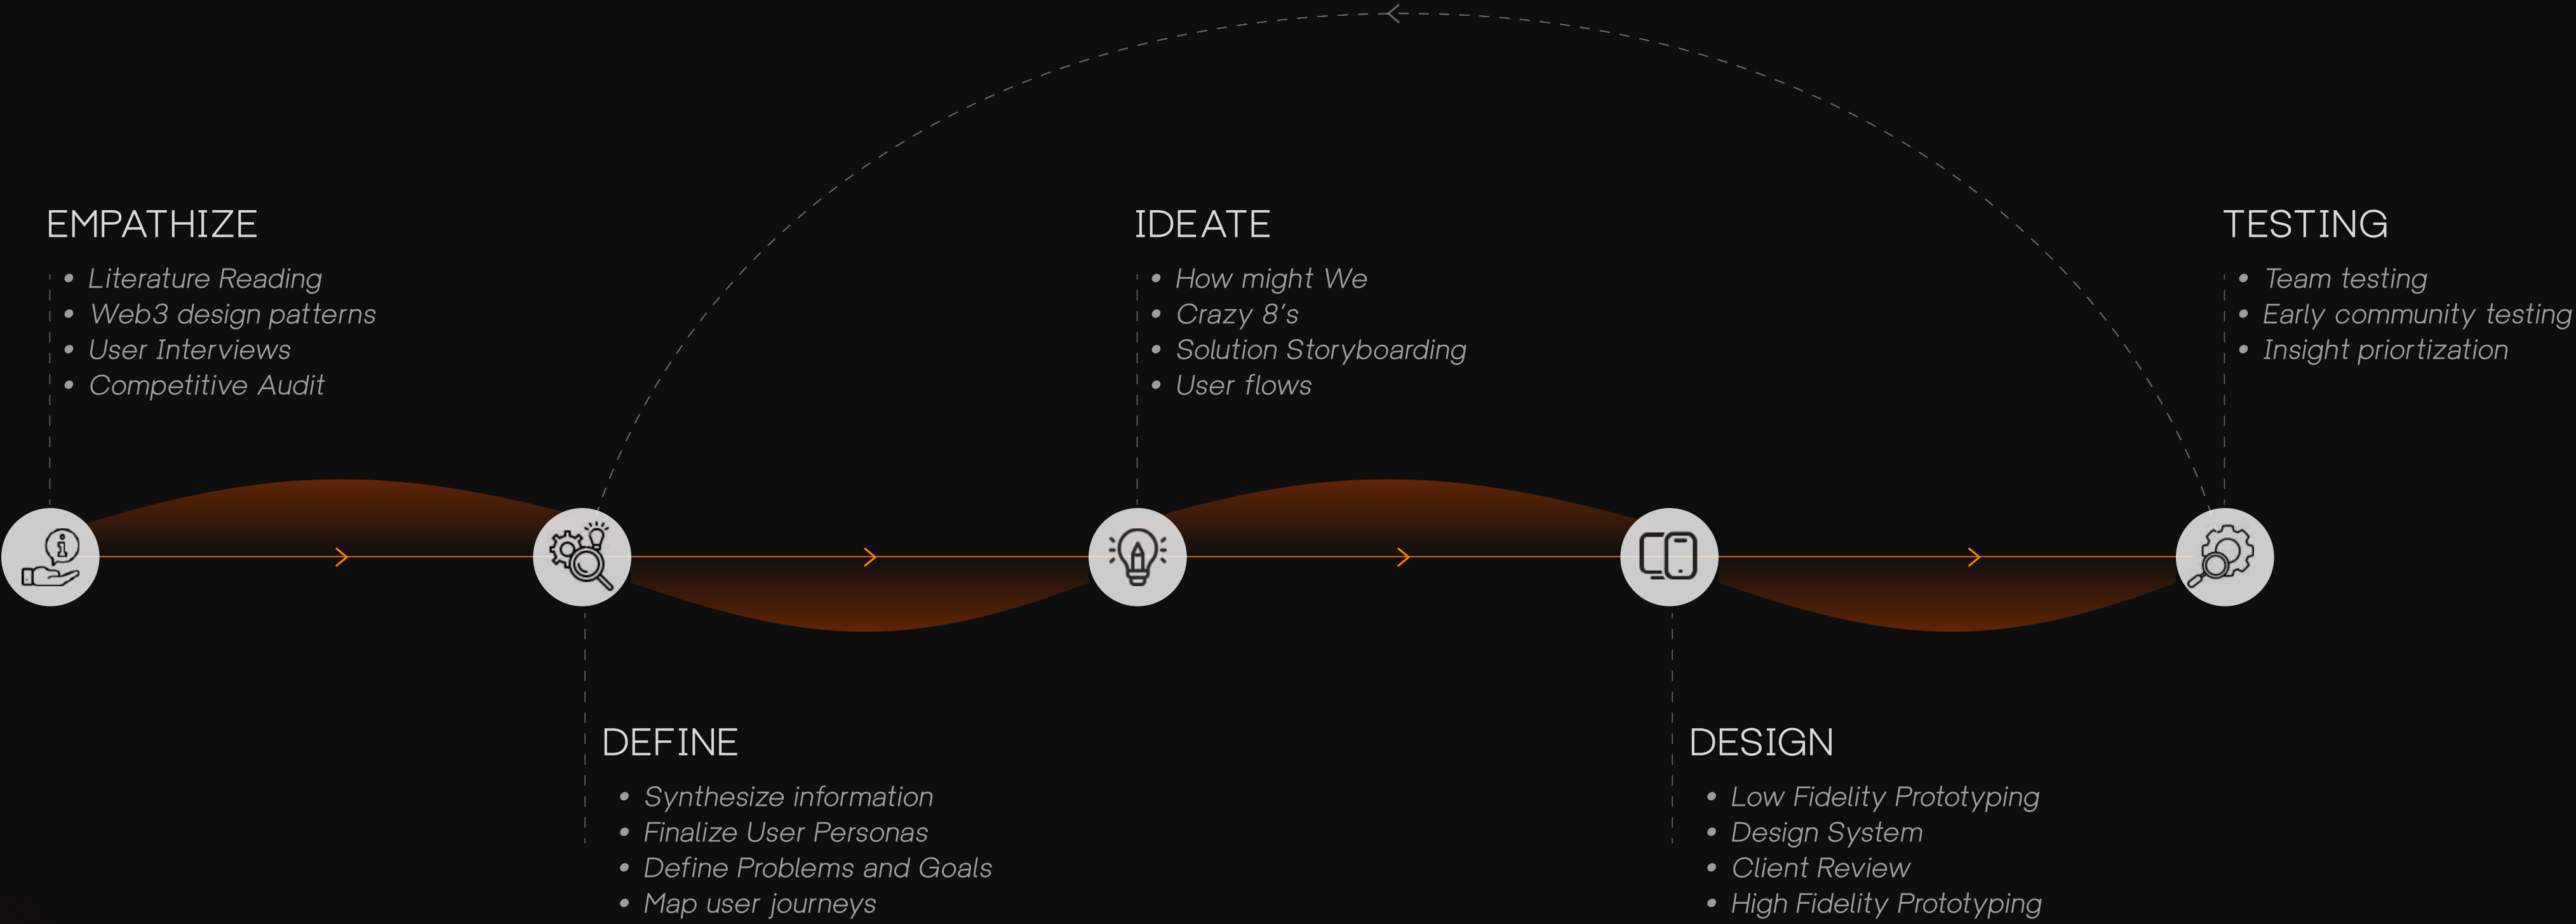 EMPATHIZE
• Literature Reading
• Web3 design patterns
• User Interviews
• Competitive Audit
DEFINE
• Synthesize information
• Finalize User Personas
• Define Problems and Goals
• Map user journeys
IDEATE
• How might We
• Crazy 8's
• Solution Storyboarding
• User flows
DESIGN
• Low Fidelity Prototyping
• Design System
• Client Review
• High Fidelity Prototyping
TESTING
• Team testing
• Early community testing
• Insight priortization